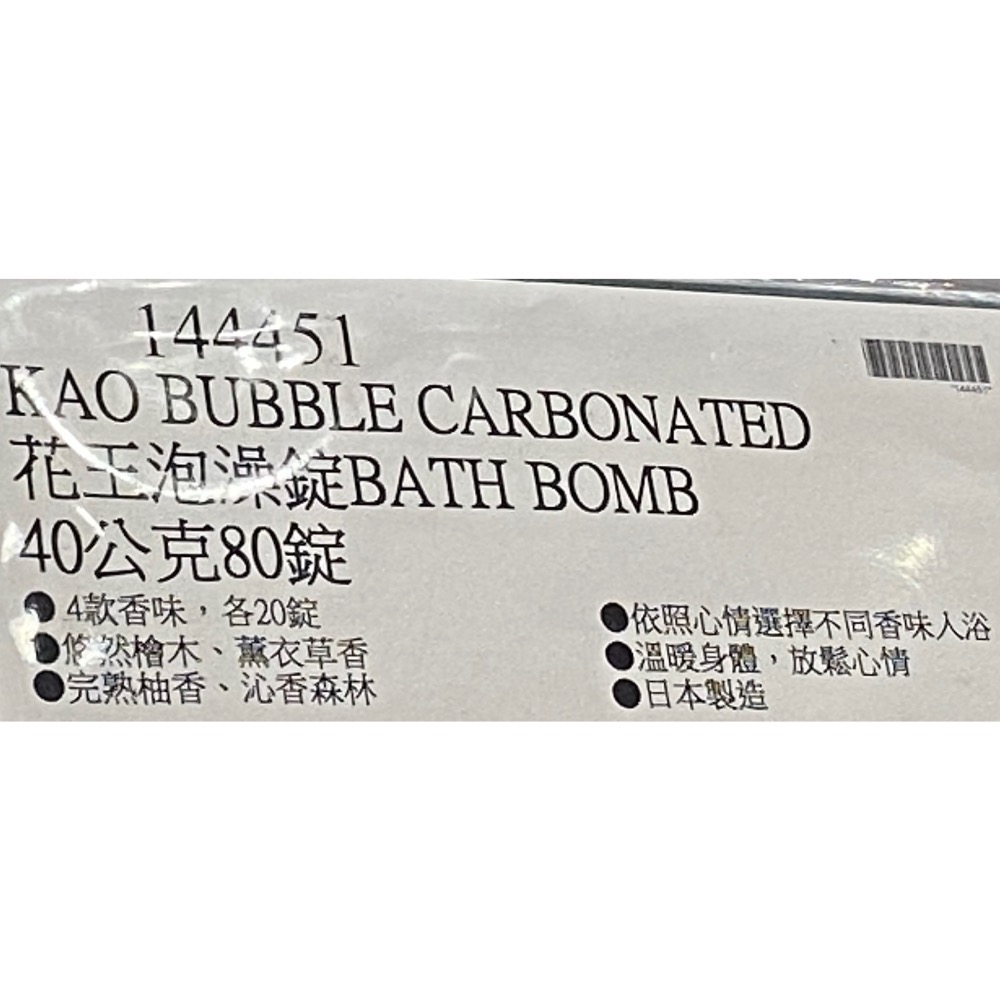 144451
KAO BUBBLE CARBONATED
花王泡澡錠BATH BOMB
40公克80錠
● 4款香味，各20錠
●悠然檜木、薰衣草香
●完熟柚香、沁香森林
●依照心情選擇不同香味入浴
●溫暖身體，放鬆心情
●日本製造